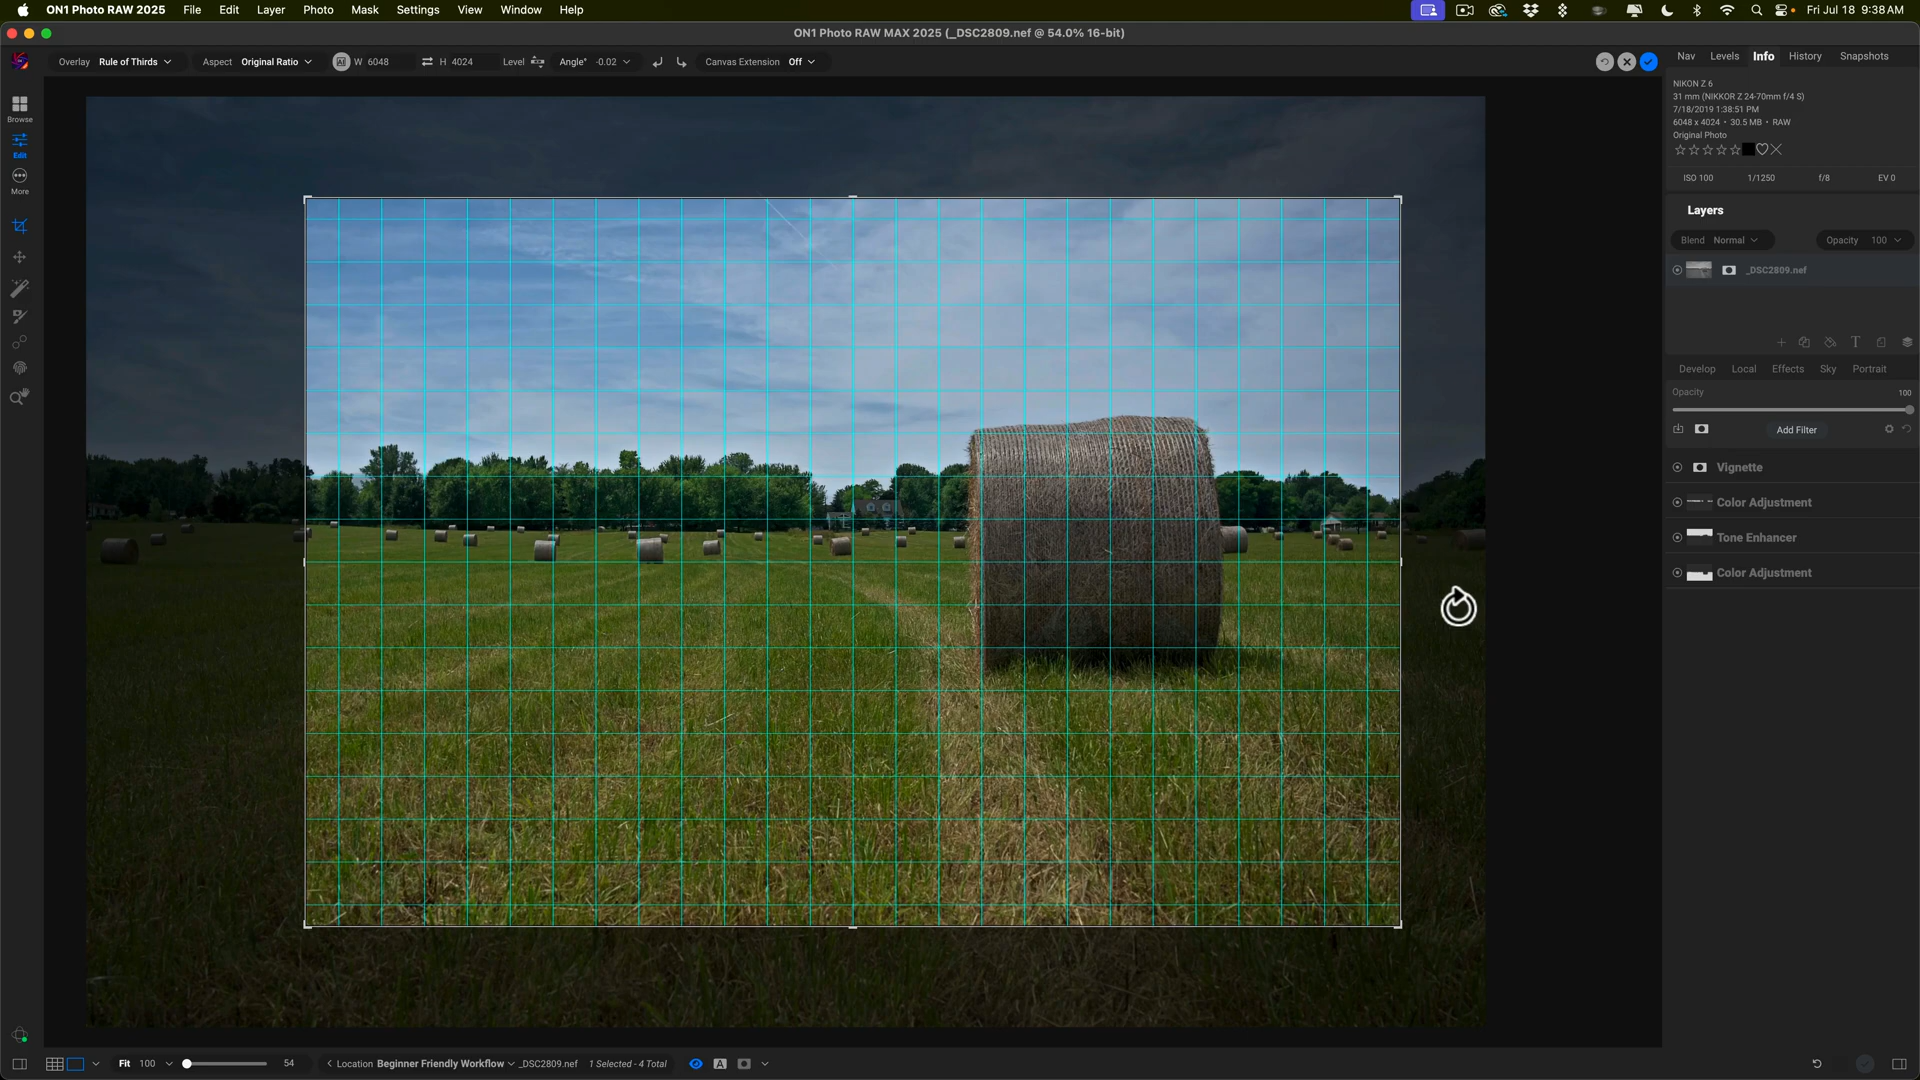 ON1 Photo RAW 2025 File Edit Layer Photo Mask Settings View Window Help Fri Jul 18 9:38 AM
ON1 Photo RAW MAX 2025 (_DSC2809.nef @ 54.0% 16-bit)
Overlay Rule of Thirds Aspect Original Ratio AI W 6048 H 4024 Level Angle° -0.02 Canvas Extension Off
Nav Levels Info History Snapshots
NIKON Z 6
31 mm (NIKKOR Z 24-70mm f/4 S)
7/18/2019 1:38:51 PM
6048 x 4024 • 30.5 MB • RAW
Original Photo
ISO 100 1/1250 f/8 EV 0
Browse
Edit
More
Layers
Blend Normal Opacity 100
_DSC2809.nef
T
Develop Local Effects Sky Portrait
Opacity 100
Add Filter
Vignette
Color Adjustment
Tone Enhancer
Color Adjustment
Fit 100 54 Location Beginner Friendly Workflow _DSC2809.nef 1 Selected - 4 Total A